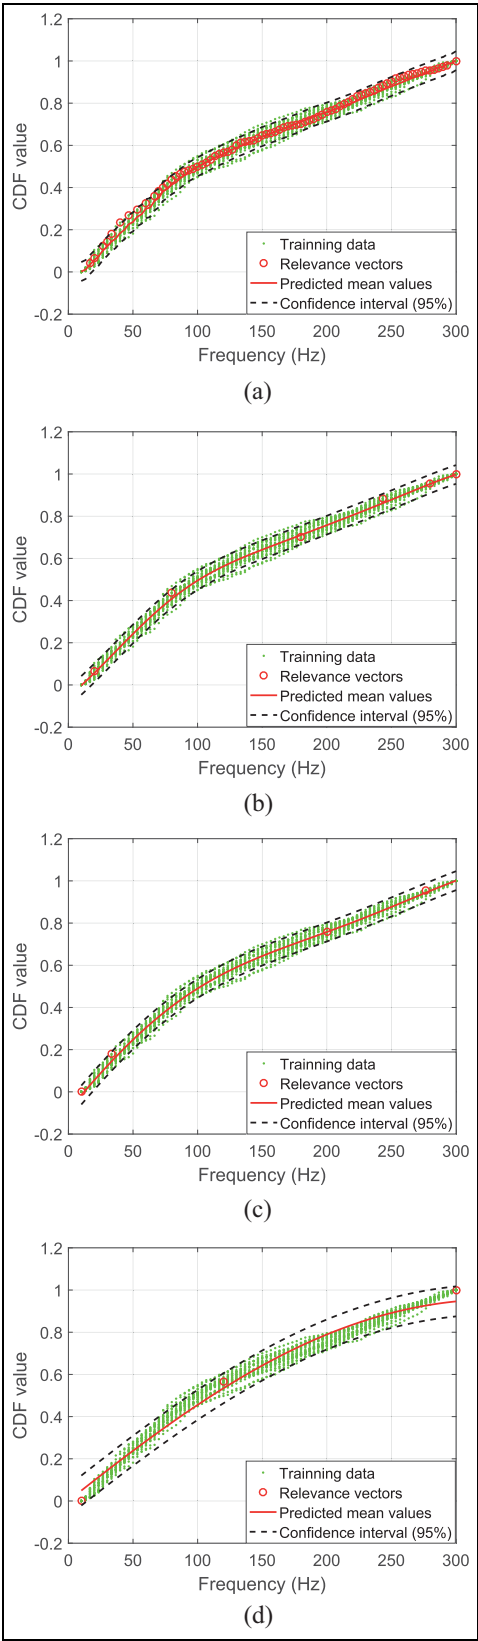 1.2
1
0.8
0.6
0.4
0.2
0
-0.2
CDF value
Trainning data
Relevance vectors
Predicted mean values
Confidence interval (95%)
0 50 100 150 200 250 300
Frequency (Hz)
(a)
1.2
1
0.8
0.6
0.4
0.2
0
-0.2
CDF value
Trainning data
Relevance vectors
Predicted mean values
Confidence interval (95%)
0 50 100 150 200 250 300
Frequency (Hz)
(b)
1.2
1
0.8
0.6
0.4
0.2
0
-0.2
CDF value
Trainning data
Relevance vectors
Predicted mean values
Confidence interval (95%)
0 50 100 150 200 250 300
Frequency (Hz)
(c)
1.2
1
0.8
0.6
0.4
0.2
0
-0.2
CDF value
Trainning data
Relevance vectors
Predicted mean values
Confidence interval (95%)
0 50 100 150 200 250 300
Frequency (Hz)
(d)